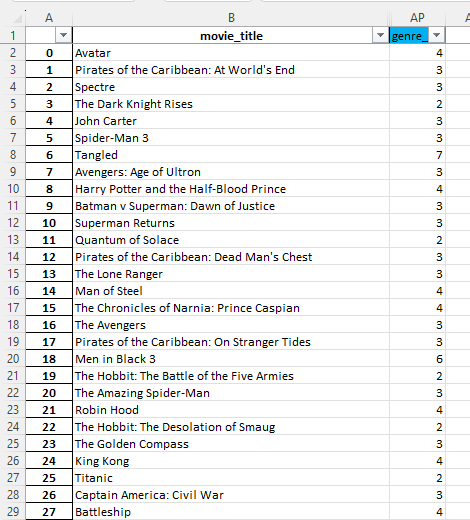 A B AP
1 movie_title genre_
2 0 Avatar 4
3 1 Pirates of the Caribbean: At World's End 3
4 2 Spectre 3
5 3 The Dark Knight Rises 2
6 4 John Carter 3
7 5 Spider-Man 3 3
8 6 Tangled 7
9 7 Avengers: Age of Ultron 3
10 8 Harry Potter and the Half-Blood Prince 4
11 9 Batman v Superman: Dawn of Justice 3
12 10 Superman Returns 3
13 11 Quantum of Solace 2
14 12 Pirates of the Caribbean: Dead Man's Chest 3
15 13 The Lone Ranger 3
16 14 Man of Steel 4
17 15 The Chronicles of Narnia: Prince Caspian 4
18 16 The Avengers 3
19 17 Pirates of the Caribbean: On Stranger Tides 3
20 18 Men in Black 3 6
21 19 The Hobbit: The Battle of the Five Armies 2
22 20 The Amazing Spider-Man 3
23 21 Robin Hood 4
24 22 The Hobbit: The Desolation of Smaug 2
25 23 The Golden Compass 3
26 24 King Kong 4
27 25 Titanic 2
28 26 Captain America: Civil War 3
29 27 Battleship 4